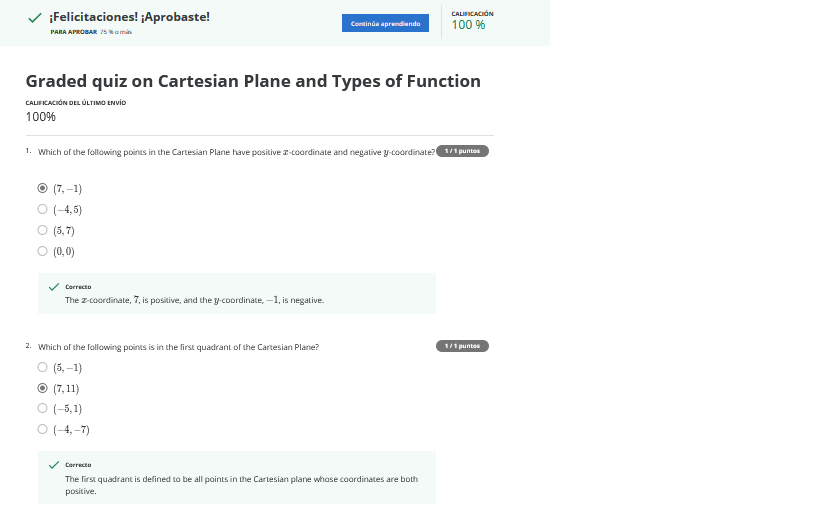 ¡Felicitaciones! ¡Aprobaste!
PARA APROBAR 75 % o más
Continúa aprendiendo
CALIFICACIÓN
100 %
Graded quiz on Cartesian Plane and Types of Function
CALIFICACIÓN DEL ÚLTIMO ENVÍO
100%
1. Which of the following points in the Cartesian Plane have positive x-coordinate and negative y-coordinate?
1 / 1 puntos
(7, −1)
(−4, 5)
(5, 7)
(0, 0)
Correcto
The x-coordinate, 7, is positive, and the y-coordinate, −1, is negative.
2. Which of the following points is in the first quadrant of the Cartesian Plane?
1 / 1 puntos
(5, −1)
(7, 11)
(−5, 1)
(−4, −7)
Correcto
The first quadrant is defined to be all points in the Cartesian plane whose coordinates are both
positive.